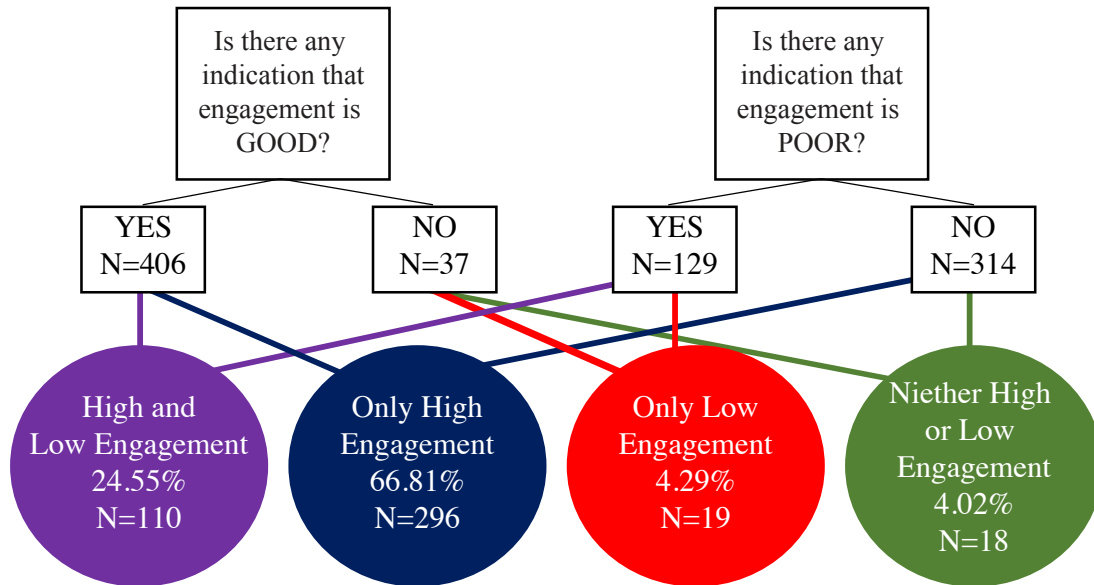 Is there any
indication that
engagement is
GOOD?
Is there any
indication that
engagement is
POOR?
YES
N=406
NO
N=37
YES
N=129
NO
N=314
High and
Low Engagement
24.55%
N=110
Only High
Engagement
66.81%
N=296
Only Low
Engagement
4.29%
N=19
Niether High
or Low
Engagement
4.02%
N=18